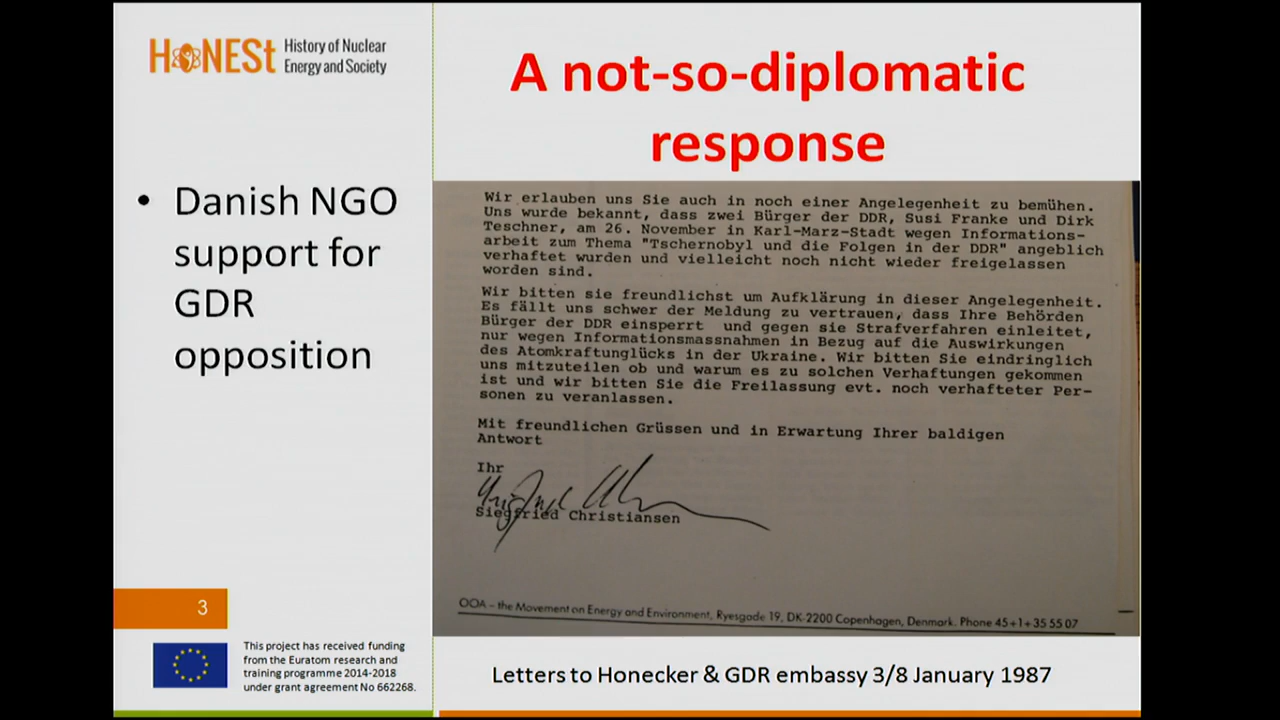 HoNESt History of Nuclear
Energy and Society
A not-so-diplomatic
response
• Danish NGO
support for
GDR
opposition
Wir erlauben uns Sie auch in noch einer Angelegenheit zu bemühen.
Uns wurde bekannt, dass zwei Bürger der DDR, Susi Franke und Dirk
Teschner, am 26. November in Karl-Marz-Stadt wegen Informations-
arbeit zum Thema "Tschernobyl und die Folgen in der DDR" angeblich
verhaftet wurden und vielleicht noch nicht wieder freigelassen
worden sind.
Wir bitten sie freundlichst um Aufklärung in dieser Angelegenheit.
Es fällt uns schwer der Meldung zu vertrauen, dass Ihre Behörden
Bürger der DDR einsperrt und gegen sie Strafverfahren einleitet,
nur wegen Informationsmassnahmen in Bezug auf die Auswirkungen
des Atomkraftunglücks in der Ukraine. Wir bitten Sie eindringlich
uns mitzuteilen ob und warum es zu solchen Verhaftungen gekommen
ist und wir bitten Sie die Freilassung evt. noch verhafteter Per-
sonen zu veranlassen.
Mit freundlichen Grüssen und in Erwartung Ihrer baldigen
Antwort
Ihr
Siegfried Christiansen
OOA – the Movement on Energy and Environment, Ryesgade 19, DK-2200 Copenhagen, Denmark. Phone 45+1+35 55 07
3
This project has received funding
from the Euratom research and
training programme 2014-2018
under grant agreement No 662268.
Letters to Honecker & GDR embassy 3/8 January 1987